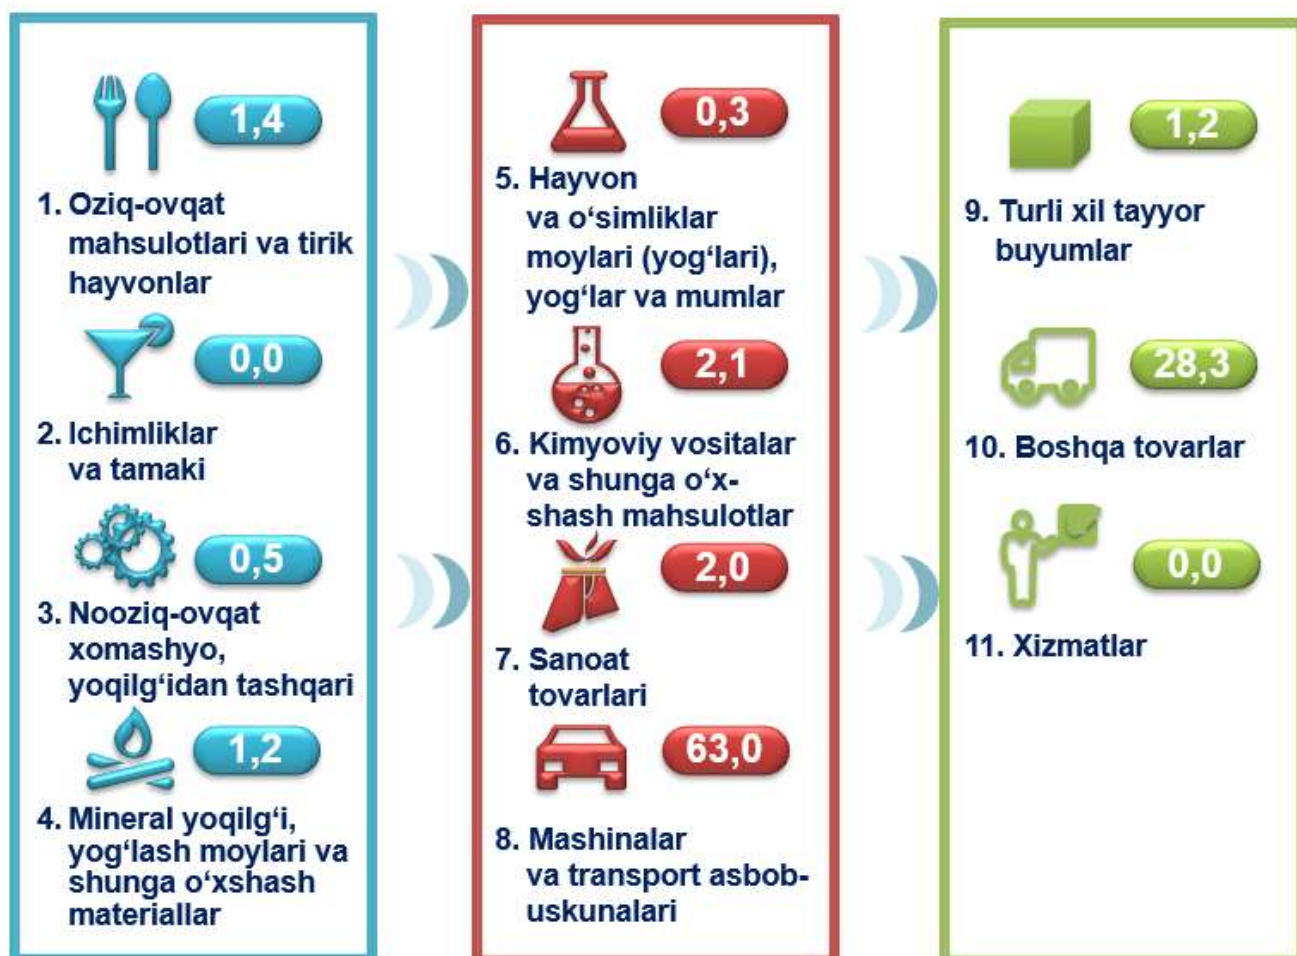 1,4
1. Oziq-ovqat
mahsulotlari va tirik
hayvonlar
0,0
2. Ichimliklar
va tamaki
0,5
3. Nooziq-ovqat
xomashyo,
yoqilg‘idan tashqari
1,2
4. Mineral yoqilg‘i,
yog‘lash moylari va
shunga o‘xshash
materiallar
0,3
5. Hayvon
va o‘simliklar
moylari (yog‘lari),
yog‘lar va mumlar
2,1
6. Kimyoviy vositalar
va shunga o‘x-
shash mahsulotlar
2,0
7. Sanoat
tovarlari
63,0
8. Mashinalar
va transport asbob-
uskunalari
1,2
9. Turli xil tayyor
buyumlar
28,3
10. Boshqa tovarlar
0,0
11. Xizmatlar